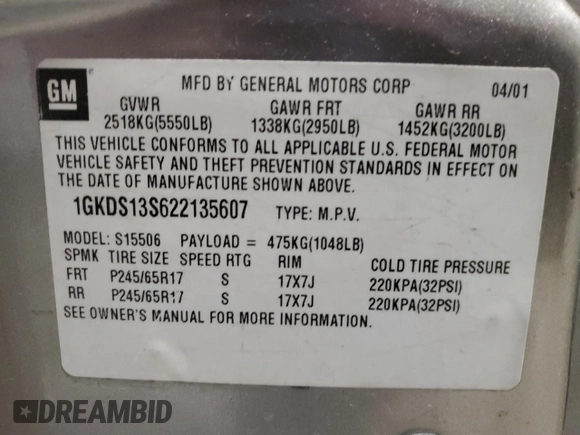 GM
MFD BY GENERAL MOTORS CORP 04/01
GVWR GAWR FRT GAWR RR
2518KG(5550LB) 1338KG(2950LB) 1452KG(3200LB)
THIS VEHICLE CONFORMS TO ALL APPLICABLE U.S. FEDERAL MOTOR
VEHICLE SAFETY AND THEFT PREVENTION STANDARDS IN EFFECT ON
THE DATE OF MANUFACTURE SHOWN ABOVE.
1GKDS13S622135607 TYPE: M.P.V.
MODEL: S15506 PAYLOAD = 475KG(1048LB)
SPMK TIRE SIZE SPEED RTG RIM COLD TIRE PRESSURE
FRT P245/65R17 S 17X7J 220KPA(32PSI)
RR P245/65R17 S 17X7J 220KPA(32PSI)
SEE OWNER'S MANUAL FOR MORE INFORMATION.
DREAMBID